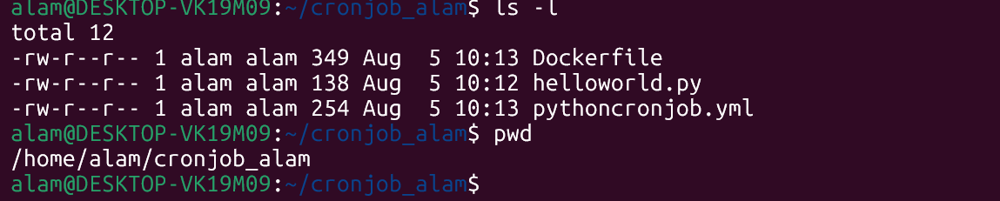 alam@DESKTOP-VK19M09:~/cronjob_alam$ ls -l
total 12
-rw-r--r-- 1 alam alam 349 Aug  5 10:13 Dockerfile
-rw-r--r-- 1 alam alam 138 Aug  5 10:12 helloworld.py
-rw-r--r-- 1 alam alam 254 Aug  5 10:13 pythoncronjob.yml
alam@DESKTOP-VK19M09:~/cronjob_alam$ pwd
/home/alam/cronjob_alam
alam@DESKTOP-VK19M09:~/cronjob_alam$